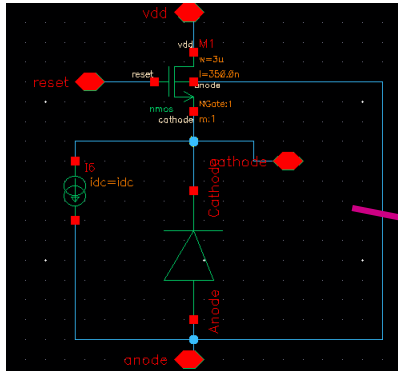 vdd
vdd M1
w=3u
reset reset l=350.0n
anode
nmos NGate:1
cathode m:1
cathode
I6
idc=idc
Cathode
Anode
anode